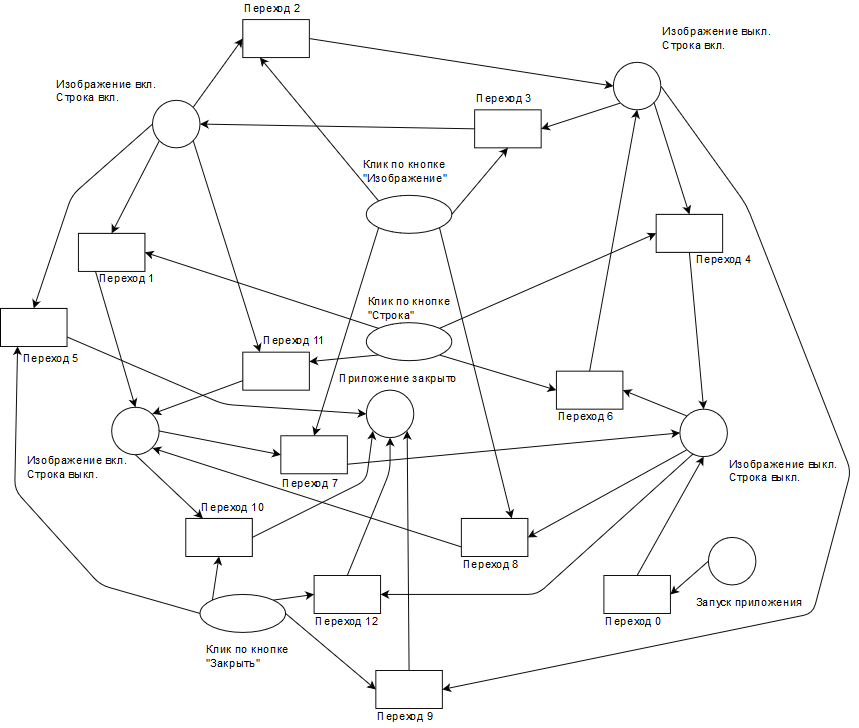 Переход 2
Изображение выкл.
Строка вкл.
Изображение вкл.
Строка вкл.
Переход 3
Клик по кнопке
"Изображение"
Переход 4
Переход 1
Клик по кнопке
"Строка"
Переход 11
Переход 5
Приложение закрыто
Переход 6
Изображение вкл.
Строка выкл.
Изображение выкл.
Строка выкл.
Переход 7
Переход 10
Переход 8
Запуск приложения
Переход 12
Переход 0
Клик по кнопке
"Закрыть"
Переход 9